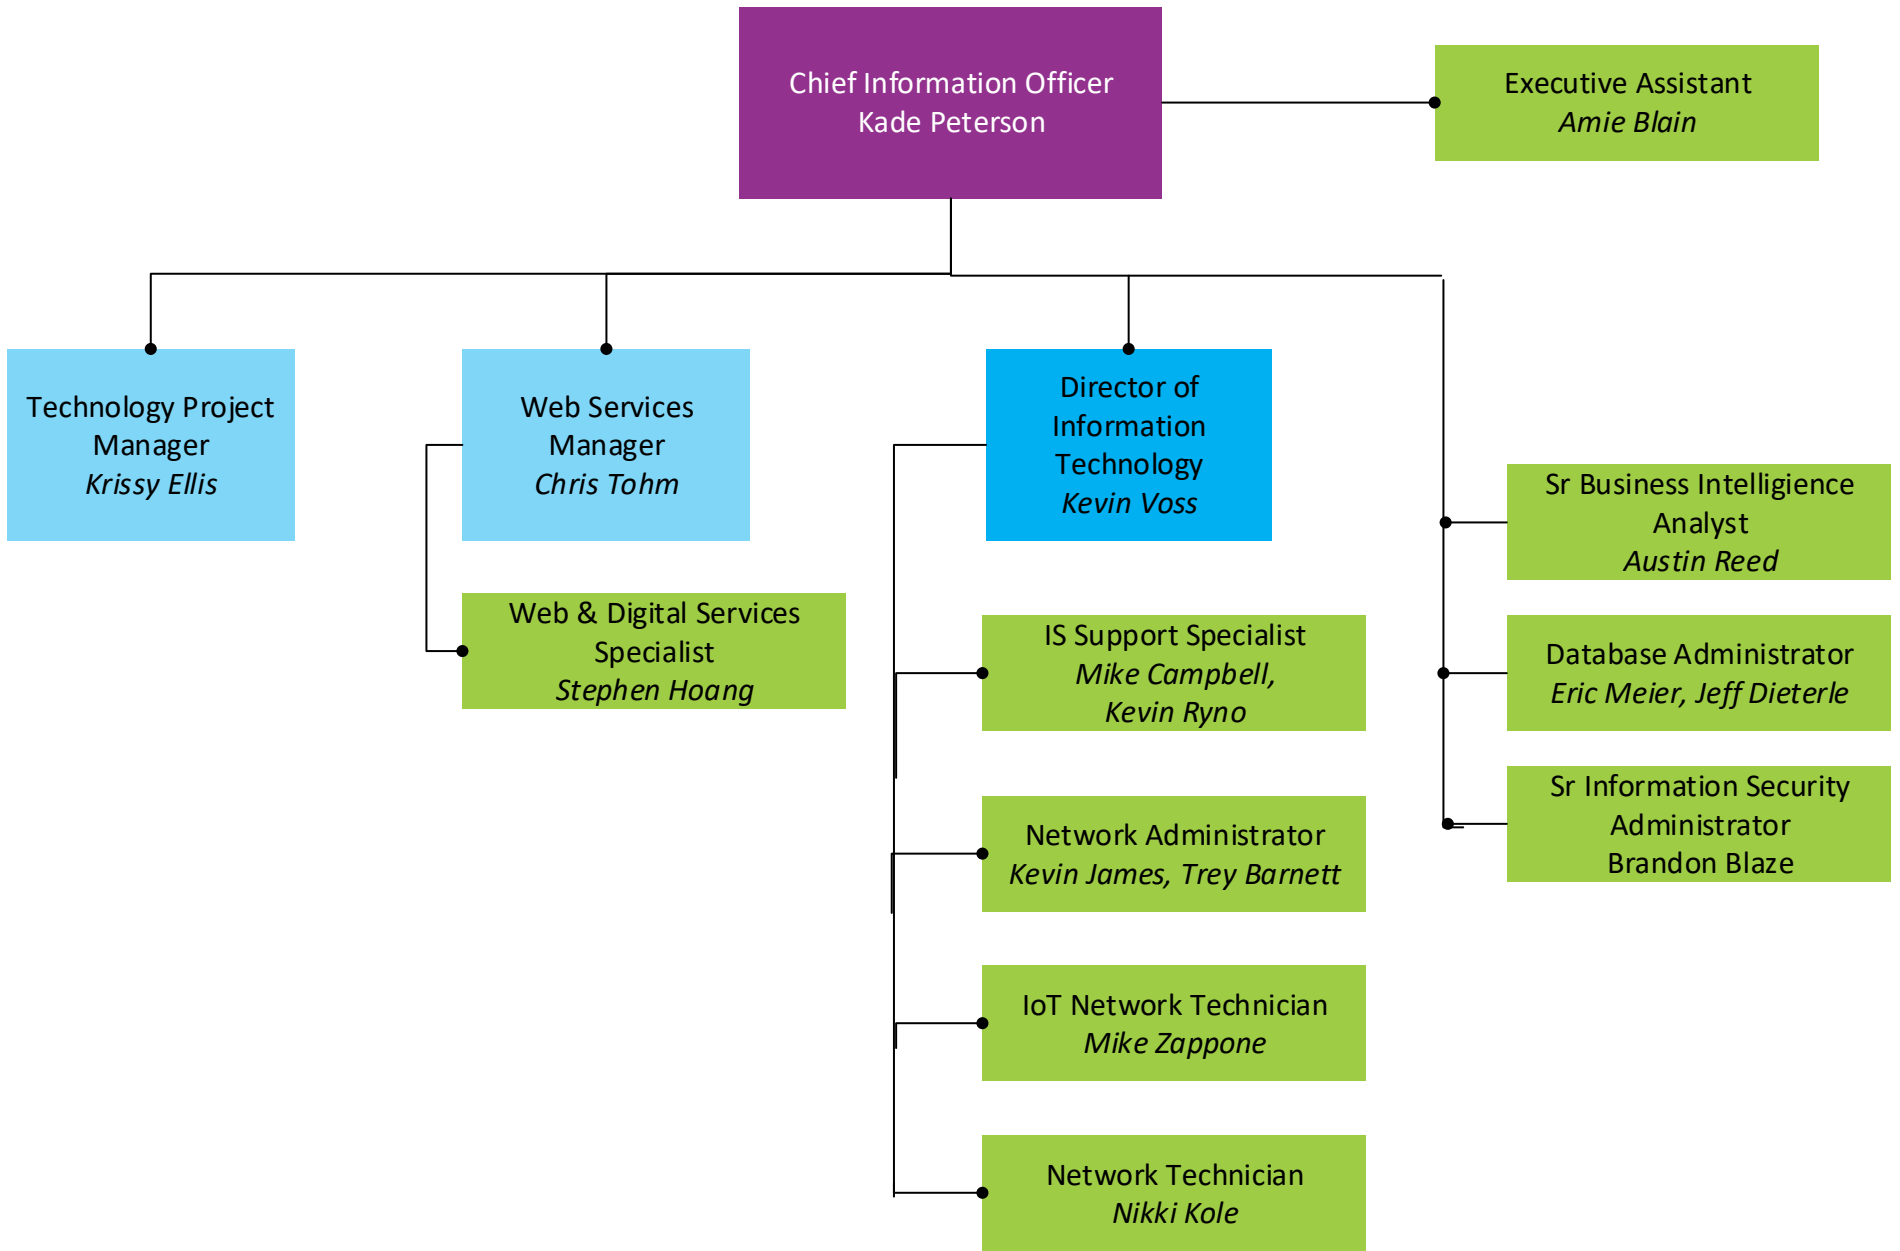 Chief Information Officer
Kade Peterson
Executive Assistant
Amie Blain
Technology Project
Manager
Krissy Ellis
Web Services
Manager
Chris Tohm
Director of
Information
Technology
Kevin Voss
Web & Digital Services
Specialist
Stephen Hoang
IS Support Specialist
Mike Campbell,
Kevin Ryno
Network Administrator
Kevin James, Trey Barnett
IoT Network Technician
Mike Zappone
Network Technician
Nikki Kole
Sr Business Intelligience
Analyst
Austin Reed
Database Administrator
Eric Meier, Jeff Dieterle
Sr Information Security
Administrator
Brandon Blaze